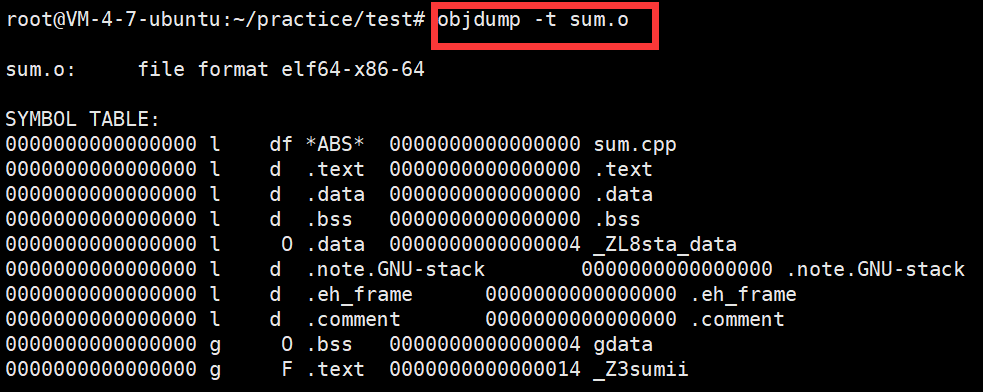 root@VM-4-7-ubuntu:~/practice/test# objdump -t sum.o
sum.o:     file format elf64-x86-64
SYMBOL TABLE:
0000000000000000 l    df *ABS*  0000000000000000 sum.cpp
0000000000000000 l    d  .text  0000000000000000 .text
0000000000000000 l    d  .data  0000000000000000 .data
0000000000000000 l    d  .bss   0000000000000000 .bss
0000000000000000 l     O .data  0000000000000004 _ZL8sta_data
0000000000000000 l    d  .note.GNU-stack        0000000000000000 .note.GNU-stack
0000000000000000 l    d  .eh_frame      0000000000000000 .eh_frame
0000000000000000 l    d  .comment       0000000000000000 .comment
0000000000000000 g     O .bss   0000000000000004 gdata
0000000000000000 g     F .text  0000000000000014 _Z3sumii